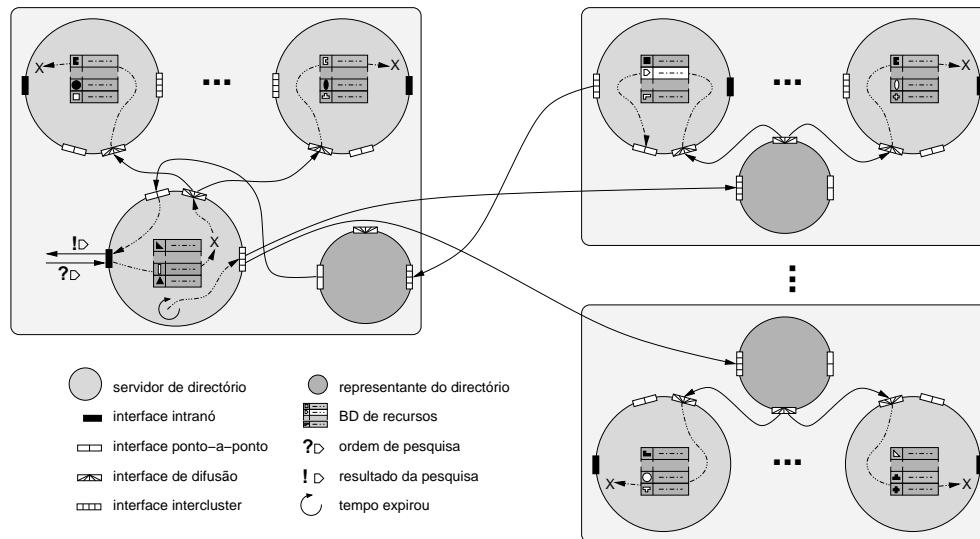 X
X
X
X
!
?
X
X
X
servidor de directório
representante do directório
interface intranó
BD de recursos
interface ponto−a−ponto
? ordem de pesquisa
interface de difusão
! resultado da pesquisa
interface intercluster
tempo expirou